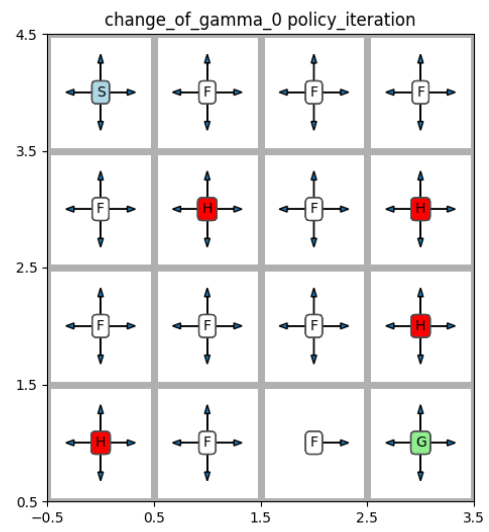 change_of_gamma_0 policy_iteration
4.5
S F F F
3.5
F H F H
2.5
F F F H
1.5
H F F G
0.5
−0.5 0.5 1.5 2.5 3.5